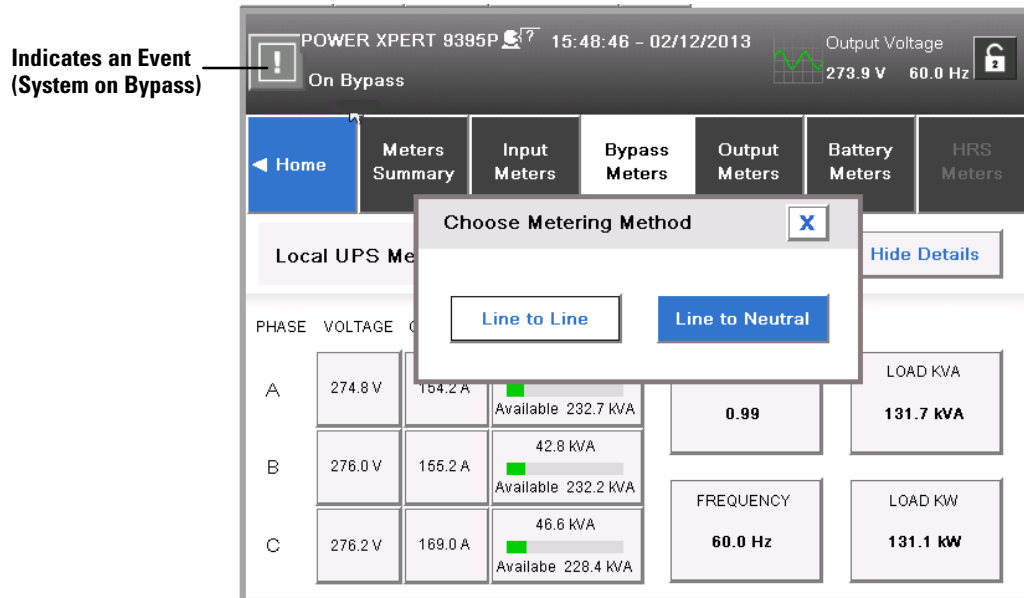 Indicates an Event
(System on Bypass)
POWER XPERT 9395P ? 15:48:46 - 02/12/2013
On Bypass
!
Output Voltage
273.9 V 60.0 Hz
2
◀ Home
Meters
Summary
Input
Meters
Bypass
Meters
Output
Meters
Battery
Meters
HRS
Meters
Choose Metering Method
X
Line to Line
Line to Neutral
Local UPS Me
Hide Details
PHASE VOLTAGE
A
274.8 V
154.2 A
Available 232.7 kVA
0.99
LOAD KVA
131.7 kVA
B
276.0 V
155.2 A
42.8 kVA
Available 232.2 kVA
C
276.2 V
169.0 A
46.6 kVA
Availabe 228.4 kVA
FREQUENCY
60.0 Hz
LOAD KW
131.1 kW